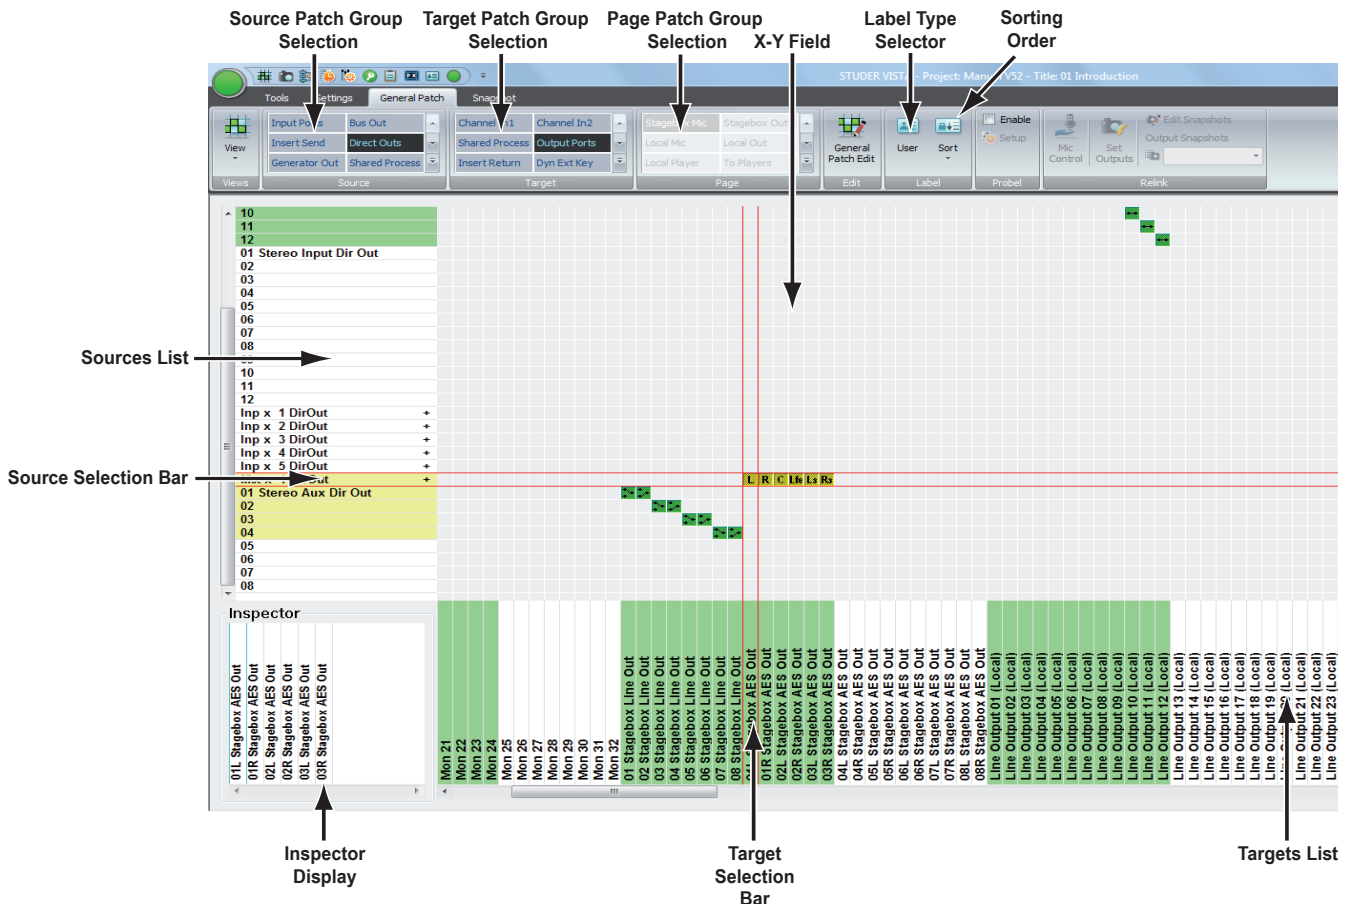 Source Patch Group Selection
Target Patch Group Selection
Page Patch Group Selection
X-Y Field
Label Type Selector
Sorting Order
STUDER VISTA - Project: Manual V52 - Title: 01 Introduction
Tools
Settings
General Patch
Snapshot
View
Views
Input Ports
Bus Out
Insert Send
Direct Outs
Generator Out
Shared Process
Source
Channel In1
Channel In2
Shared Process
Output Ports
Insert Return
Dyn Ext Key
Target
Stagebox Mic
Stagebox Out
Local Mic
Local Out
Local Player
To Players
Page
General Patch Edit
Edit
User
Sort
Label
Enable
Setup
Probel
Mic Control
Set Outputs
Edit Snapshots
Output Snapshots
Relink
10
11
12
01 Stereo Input Dir Out
02
03
04
05
06
07
08
10
11
12
Inp x 1 DirOut
Inp x 2 DirOut
Inp x 3 DirOut
Inp x 4 DirOut
Inp x 5 DirOut
L R C Lfe Ls Rs
01 Stereo Aux Dir Out
02
03
04
05
06
07
08
Sources List
Source Selection Bar
Inspector
01L Stagebox AES Out
01R Stagebox AES Out
02L Stagebox AES Out
02R Stagebox AES Out
03L Stagebox AES Out
03R Stagebox AES Out
Mon 21
Mon 22
Mon 23
Mon 24
Mon 25
Mon 26
Mon 27
Mon 28
Mon 29
Mon 30
Mon 31
Mon 32
01 Stagebox Line Out
02 Stagebox Line Out
03 Stagebox Line Out
04 Stagebox Line Out
05 Stagebox Line Out
06 Stagebox Line Out
07 Stagebox Line Out
08 Stagebox Line Out
AES Out
01R Stagebox AES Out
02L Stagebox AES Out
02R Stagebox AES Out
03L Stagebox AES Out
03R Stagebox AES Out
04L Stagebox AES Out
04R Stagebox AES Out
05L Stagebox AES Out
05R Stagebox AES Out
06L Stagebox AES Out
06R Stagebox AES Out
07L Stagebox AES Out
07R Stagebox AES Out
08L Stagebox AES Out
08R Stagebox AES Out
Line Output 01 (Local)
Line Output 02 (Local)
Line Output 03 (Local)
Line Output 04 (Local)
Line Output 05 (Local)
Line Output 06 (Local)
Line Output 07 (Local)
Line Output 08 (Local)
Line Output 09 (Local)
Line Output 10 (Local)
Line Output 11 (Local)
Line Output 12 (Local)
Line Output 13 (Local)
Line Output 14 (Local)
Line Output 15 (Local)
Line Output 16 (Local)
Line Output 17 (Local)
Line Output 18 (Local)
Line Output 19 (Local)
(Local)
Line Output 21 (Local)
Line Output 22 (Local)
Line Output 23 (Local)
Inspector Display
Target Selection Bar
Targets List